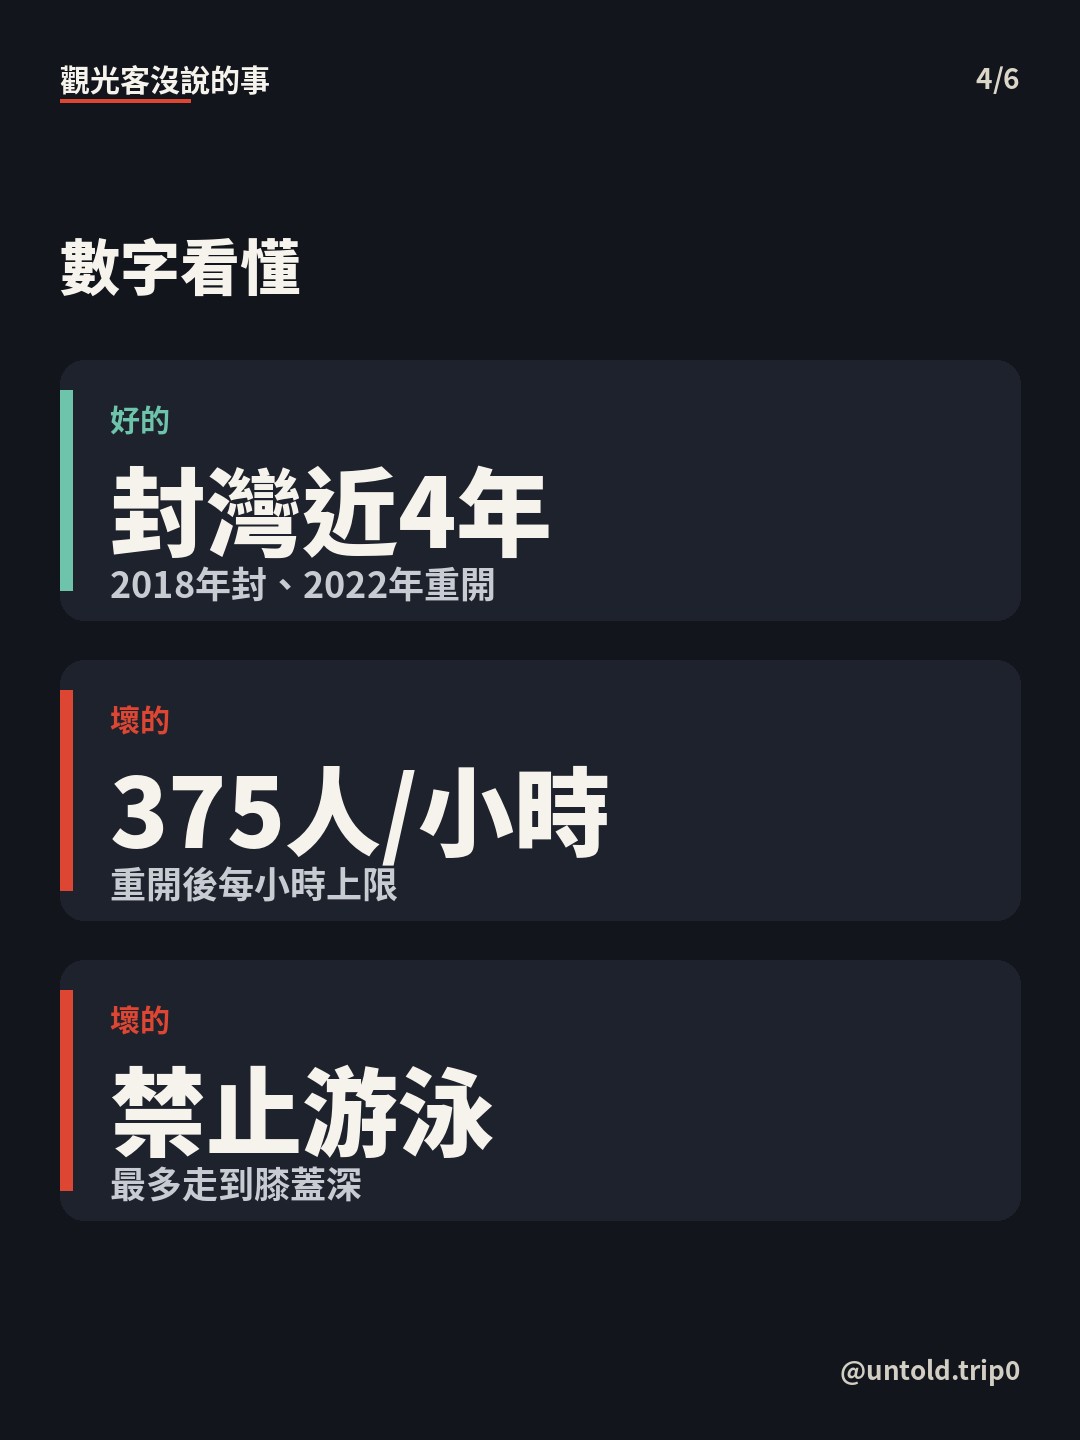 觀光客沒說的事
4/6
數字看懂
好的
封灣近4年
2018年封、2022年重開
壞的
375人/小時
重開後每小時上限
壞的
禁止游泳
最多走到膝蓋深
@untold.trip0